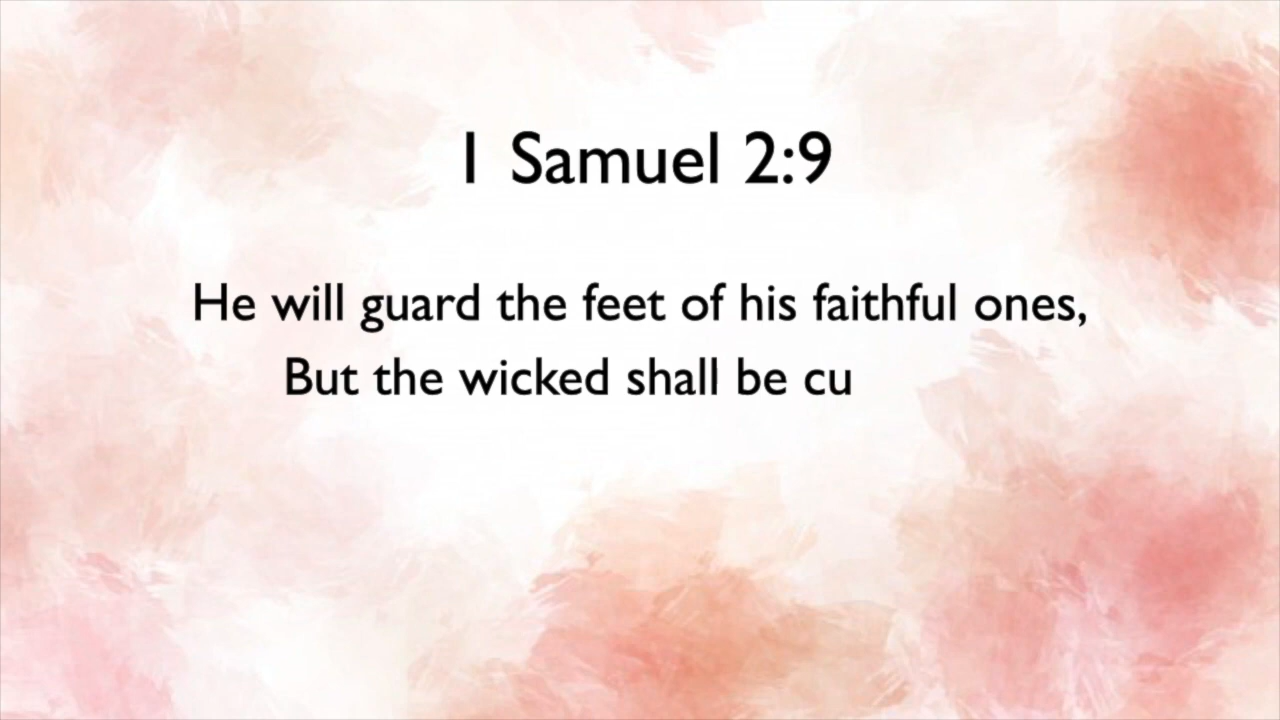 1 Samuel 2:9
He will guard the feet of his faithful ones,
But the wicked shall be cu